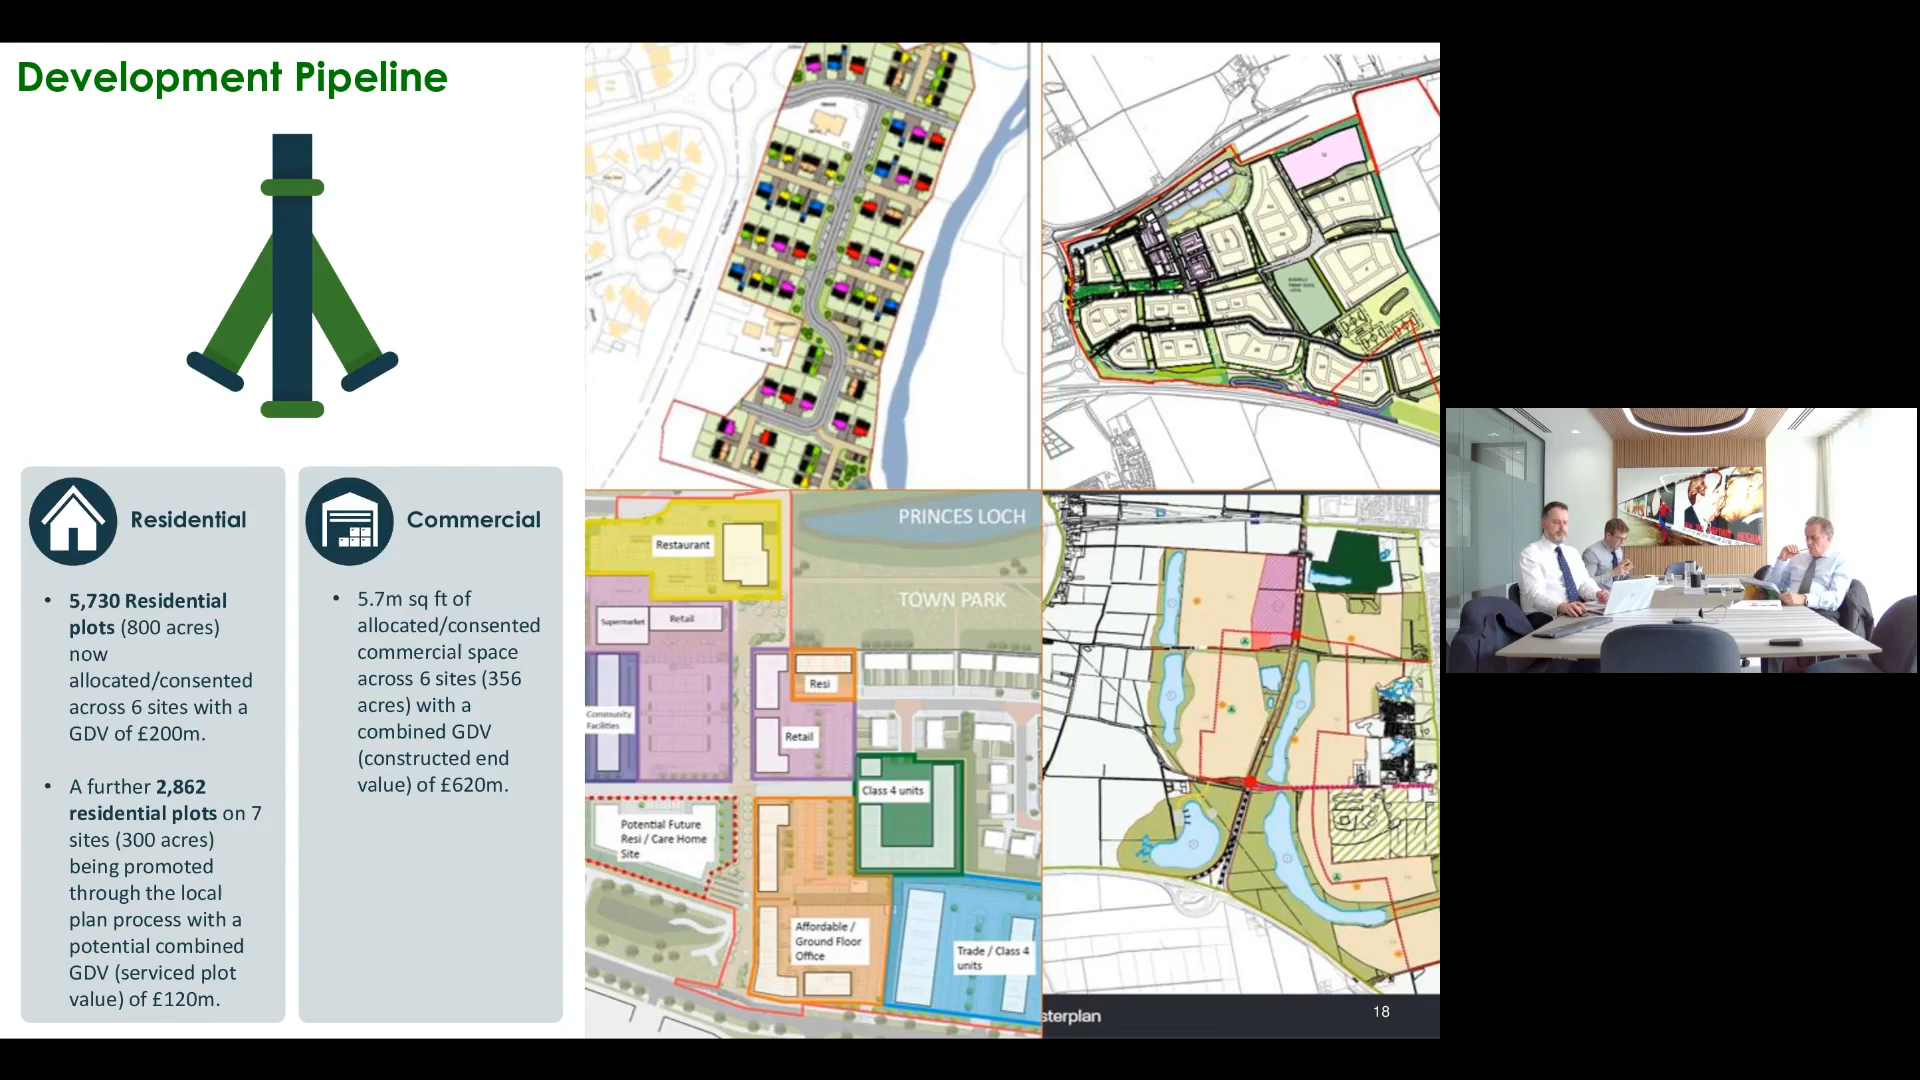 Development Pipeline
Residential
• 5,730 Residential
plots (800 acres)
now
allocated/consented
across 6 sites with a
GDV of £200m.
• A further 2,862
residential plots on 7
sites (300 acres)
being promoted
through the local
plan process with a
potential combined
GDV (serviced plot
value) of £120m.
Commercial
• 5.7m sq ft of
allocated/consented
commercial space
across 6 sites (356
acres) with a
combined GDV
(constructed end
value) of £620m.
PRINCES LOCH
Restaurant
TOWN PARK
Supermarket
Retail
Resi
Community
Facilities
Retail
Class 4 units
Potential Future
Resi / Care Home
Site
Affordable /
Ground Floor
Office
Trade / Class 4
units
sterplan
18